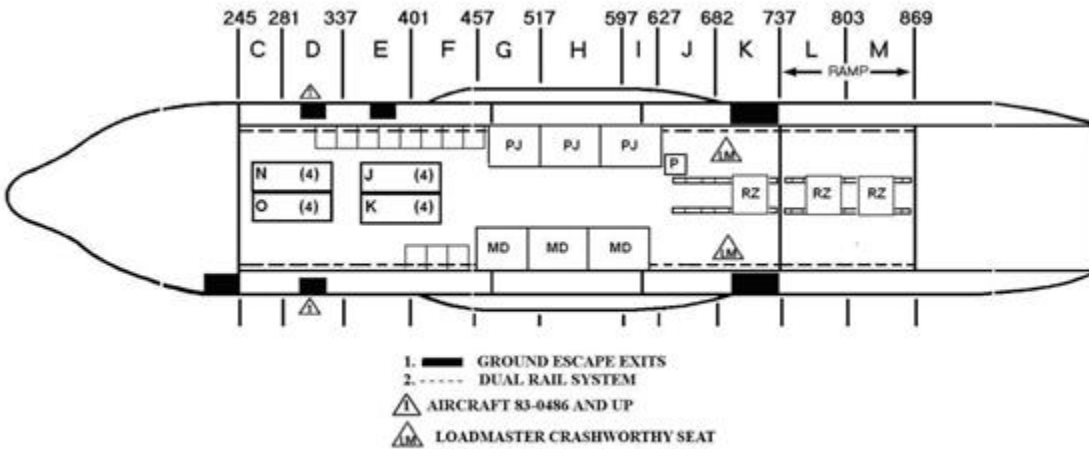 245 281 337 401 457 517 597 627 682 737 803 869
C D E F G H I J K L M
RAMP
1
PJ PJ PJ
LM
P
N (4) J (4)
RZ RZ RZ
O (4) K (4)
MD MD MD
LM
1
1. GROUND ESCAPE EXITS
2. ----- DUAL RAIL SYSTEM
1 AIRCRAFT 83-0486 AND UP
LM LOADMASTER CRASHWORTHY SEAT